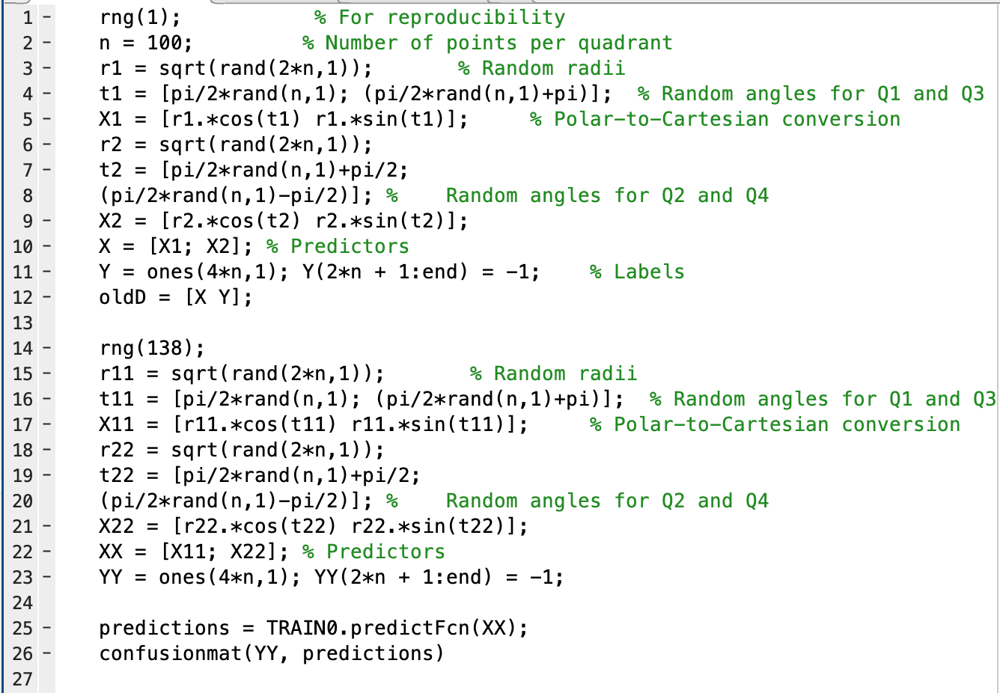 1 - rng(1); % For reproducibility
2 - n = 100; % Number of points per quadrant
3 - r1 = sqrt(rand(2*n,1)); % Random radii
4 - t1 = [pi/2*rand(n,1); (pi/2*rand(n,1)+pi)]; % Random angles for Q1 and Q3
5 - X1 = [r1.*cos(t1) r1.*sin(t1)]; % Polar-to-Cartesian conversion
6 - r2 = sqrt(rand(2*n,1));
7 - t2 = [pi/2*rand(n,1)+pi/2;
8 (pi/2*rand(n,1)-pi/2)]; % Random angles for Q2 and Q4
9 - X2 = [r2.*cos(t2) r2.*sin(t2)];
10 - X = [X1; X2]; % Predictors
11 - Y = ones(4*n,1); Y(2*n + 1:end) = -1; % Labels
12 - oldD = [X Y];
13
14 - rng(138);
15 - r11 = sqrt(rand(2*n,1)); % Random radii
16 - t11 = [pi/2*rand(n,1); (pi/2*rand(n,1)+pi)]; % Random angles for Q1 and Q3
17 - X11 = [r11.*cos(t11) r11.*sin(t11)]; % Polar-to-Cartesian conversion
18 - r22 = sqrt(rand(2*n,1));
19 - t22 = [pi/2*rand(n,1)+pi/2;
20 (pi/2*rand(n,1)-pi/2)]; % Random angles for Q2 and Q4
21 - X22 = [r22.*cos(t22) r22.*sin(t22)];
22 - XX = [X11; X22]; % Predictors
23 - YY = ones(4*n,1); YY(2*n + 1:end) = -1;
24
25 - predictions = TRAIN0.predictFcn(XX);
26 - confusionmat(YY, predictions)
27